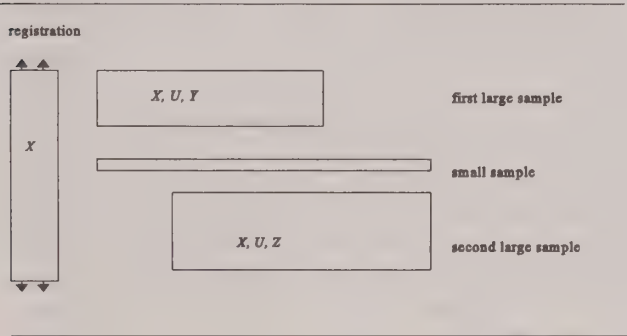 registration
X, U, Y
first large sample
X
small sample
X, U, Z
second large sample